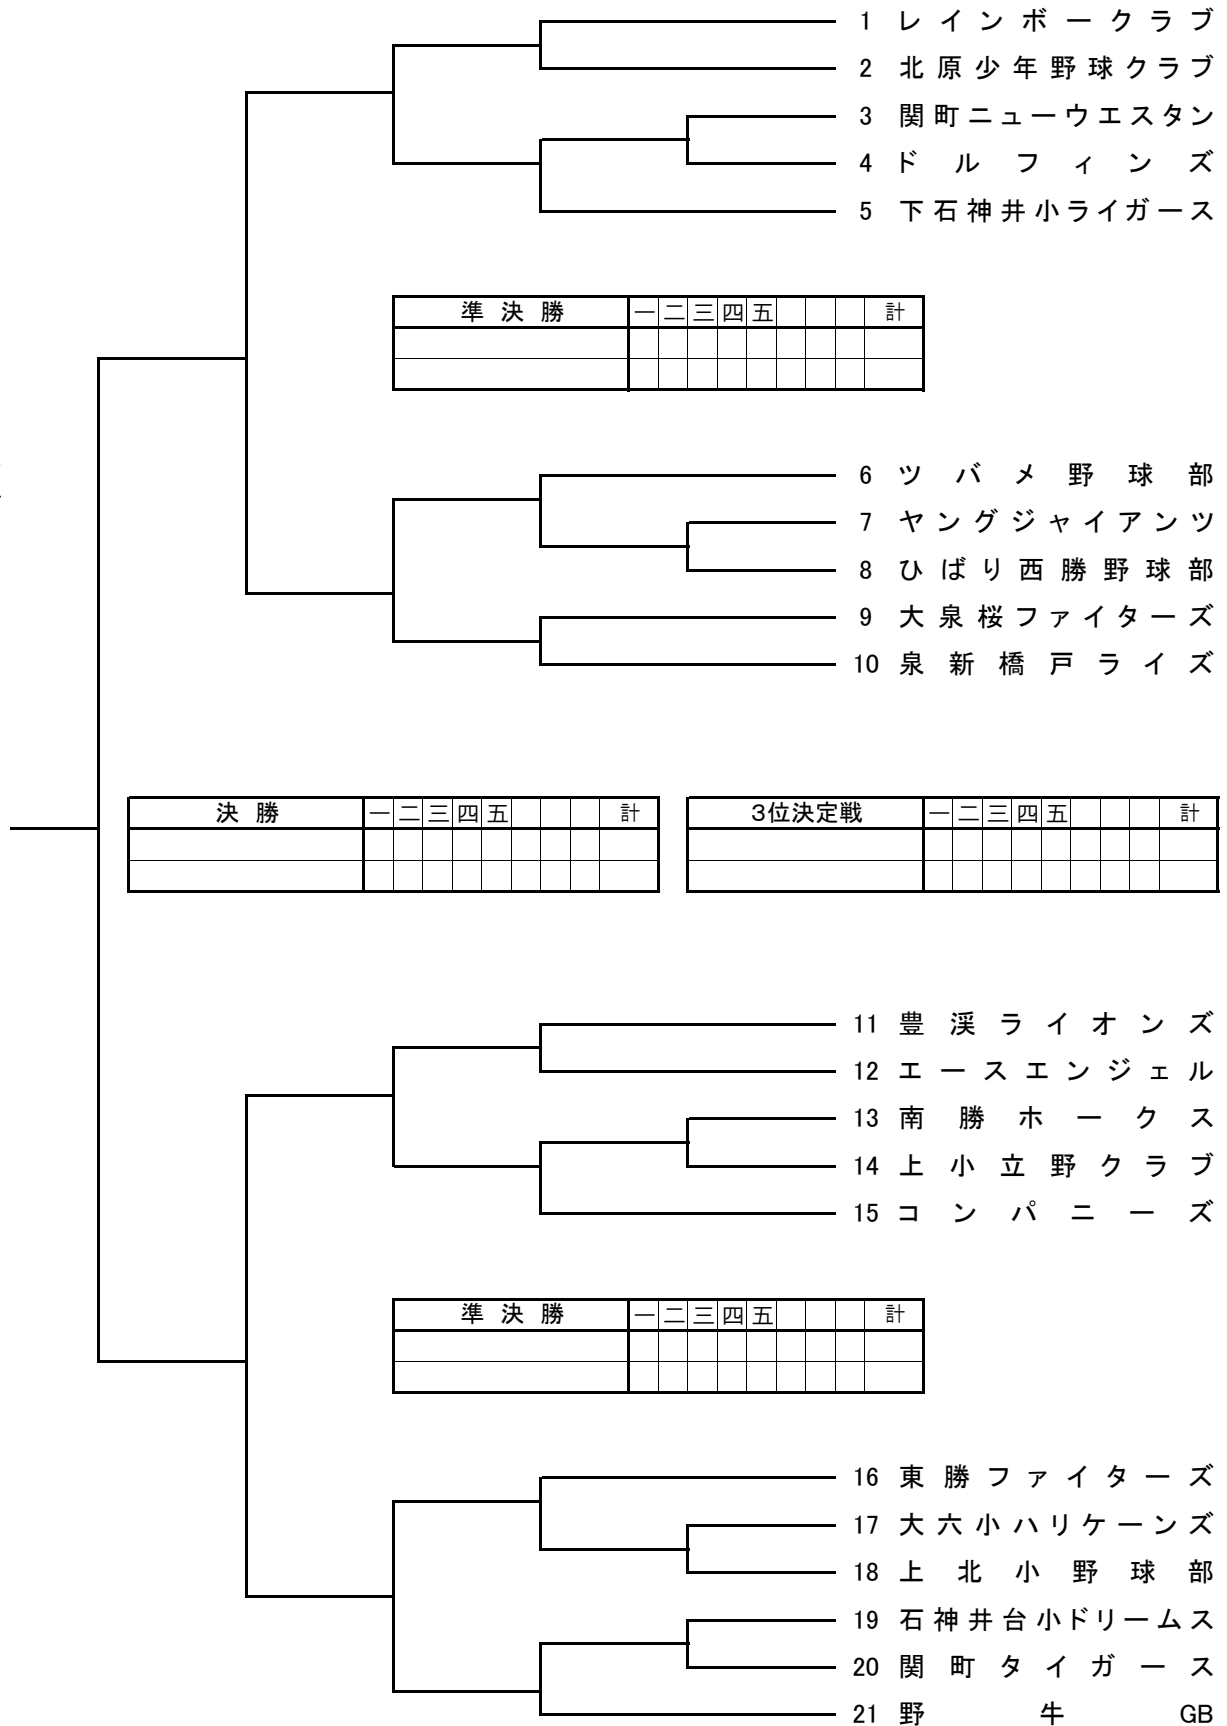 1 レインボークラブ
2 北原少年野球クラブ
3 関町ニューウエスタン
4 ドルフィンズ
5 下石神井小ライガース
準決勝 一 二 三 四 五 計
6 ツバメ野球部
7 ヤングジャイアンツ
8 ひばり西勝野球部
9 大泉桜ファイターズ
10 泉新橋戸ライズ
決勝 一 二 三 四 五 計
3位決定戦 一 二 三 四 五 計
11 豊渓ライオンズ
12 エースエンジェル
13 南勝ホークス
14 上小立野クラブ
15 コンパニーズ
準決勝 一 二 三 四 五 計
16 東勝ファイターズ
17 大六小ハリケーンズ
18 上北小野球部
19 石神井台小ドリームス
20 関町タイガース
21 野牛GB